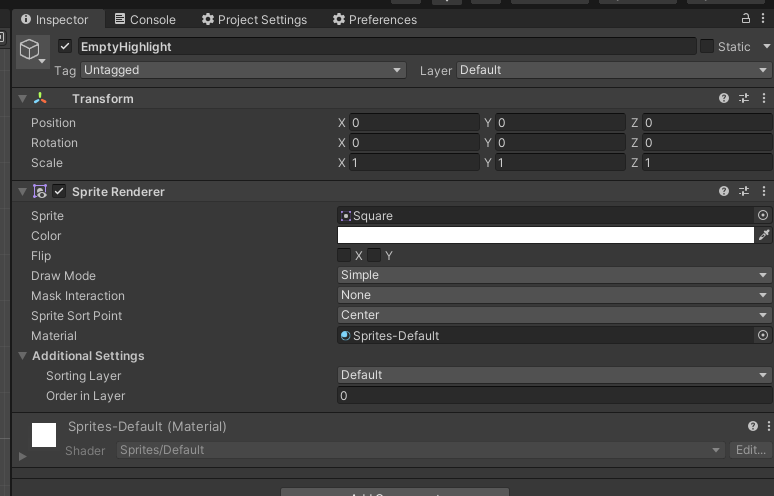 Inspector Console Project Settings Preferences
EmptyHighlight Static
Tag Untagged Layer Default
Transform
Position X 0 Y 0 Z 0
Rotation X 0 Y 0 Z 0
Scale X 1 Y 1 Z 1
Sprite Renderer
Sprite Square
Color
Flip X Y
Draw Mode Simple
Mask Interaction None
Sprite Sort Point Center
Material Sprites-Default
Additional Settings
Sorting Layer Default
Order in Layer 0
Sprites-Default (Material)
Shader Sprites/Default Edit...
Add Component